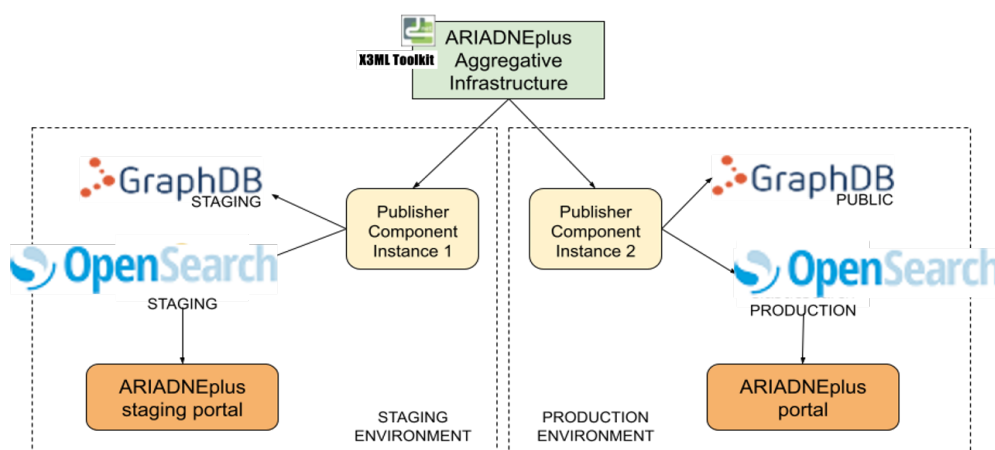 ARIADNEplus
Aggregative
Infrastructure
X3ML Toolkit
GraphDB
STAGING
Publisher
Component
Instance 1
OpenSearch
STAGING
ARIADNEplus
staging portal
STAGING
ENVIRONMENT
Publisher
Component
Instance 2
GraphDB
PUBLIC
OpenSearch
PRODUCTION
ARIADNEplus
portal
PRODUCTION
ENVIRONMENT